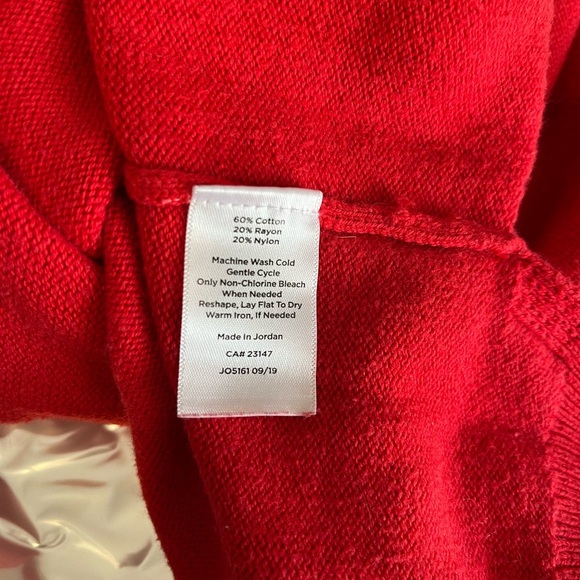 60% Cotton
20% Rayon
20% Nylon
Machine Wash Cold
Gentle Cycle
Only Non-Chlorine Bleach
When Needed
Reshape, Lay Flat To Dry
Warm Iron, If Needed
Made in Jordan
CA# 23147
JO5161 09/19